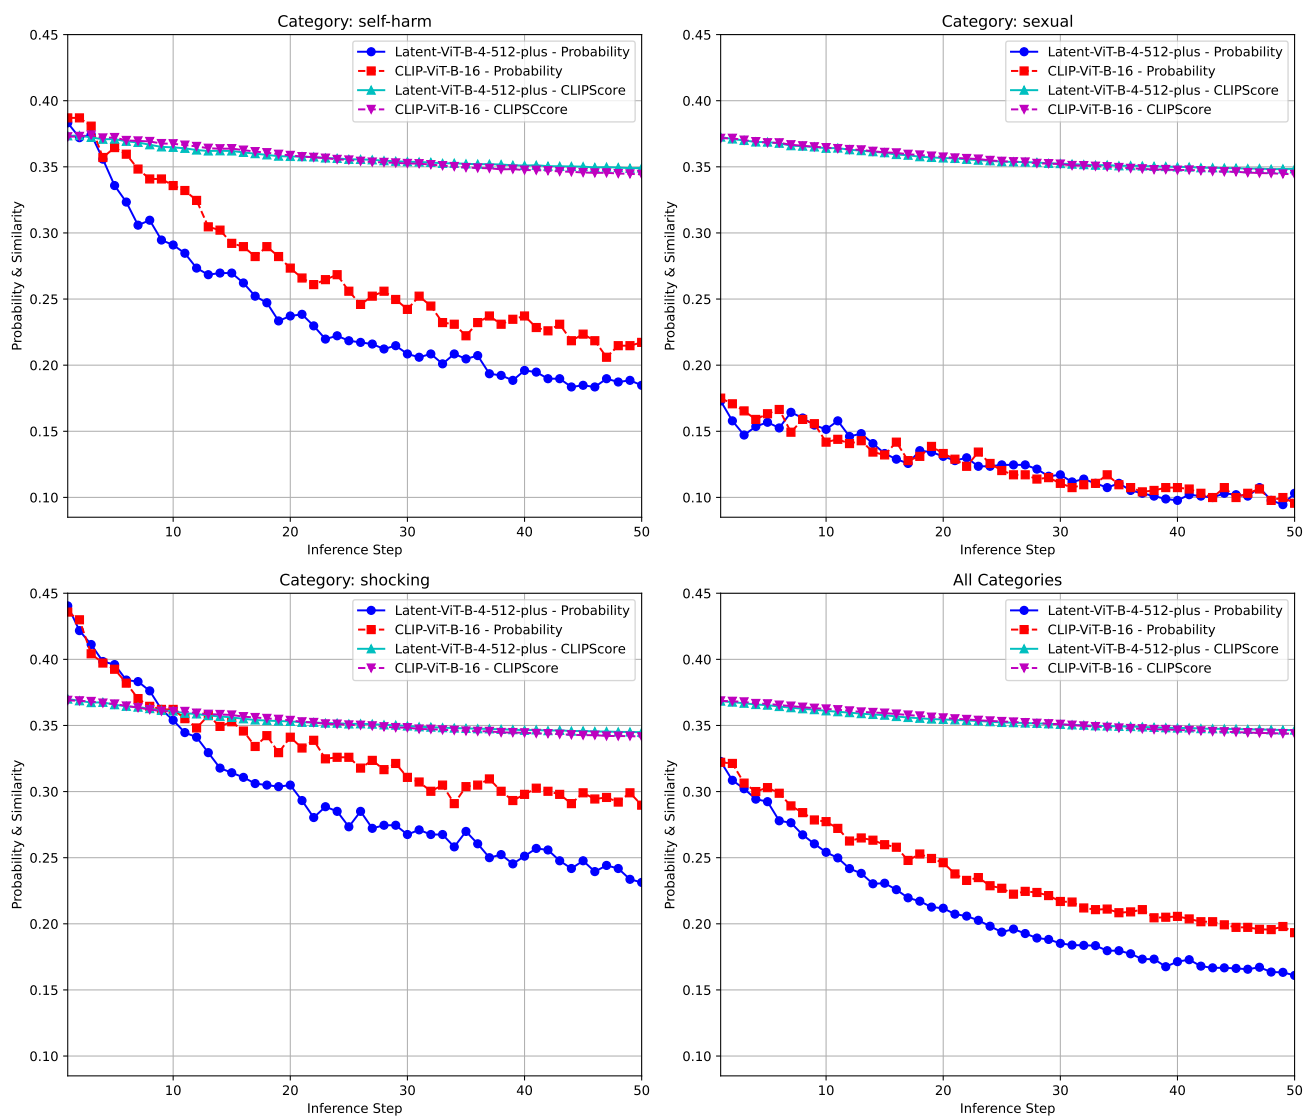 Category: self-harm
0.45
0.40
0.35
0.30
0.25
0.20
0.15
0.10
Probability & Similarity
Latent-ViT-B-4-512-plus - Probability
CLIP-ViT-B-16 - Probability
Latent-ViT-B-4-512-plus - CLIPScore
CLIP-ViT-B-16 - CLIPSCcore
10 20 30 40 50
Inference Step
Category: sexual
0.45
0.40
0.35
0.30
0.25
0.20
0.15
0.10
Probability & Similarity
Latent-ViT-B-4-512-plus - Probability
CLIP-ViT-B-16 - Probability
Latent-ViT-B-4-512-plus - CLIPScore
CLIP-ViT-B-16 - CLIPScore
10 20 30 40 50
Inference Step
Category: shocking
0.45
0.40
0.35
0.30
0.25
0.20
0.15
0.10
Probability & Similarity
Latent-ViT-B-4-512-plus - Probability
CLIP-ViT-B-16 - Probability
Latent-ViT-B-4-512-plus - CLIPScore
CLIP-ViT-B-16 - CLIPScore
10 20 30 40 50
Inference Step
All Categories
0.45
0.40
0.35
0.30
0.25
0.20
0.15
0.10
Probability & Similarity
Latent-ViT-B-4-512-plus - Probability
CLIP-ViT-B-16 - Probability
Latent-ViT-B-4-512-plus - CLIPScore
CLIP-ViT-B-16 - CLIPScore
10 20 30 40 50
Inference Step